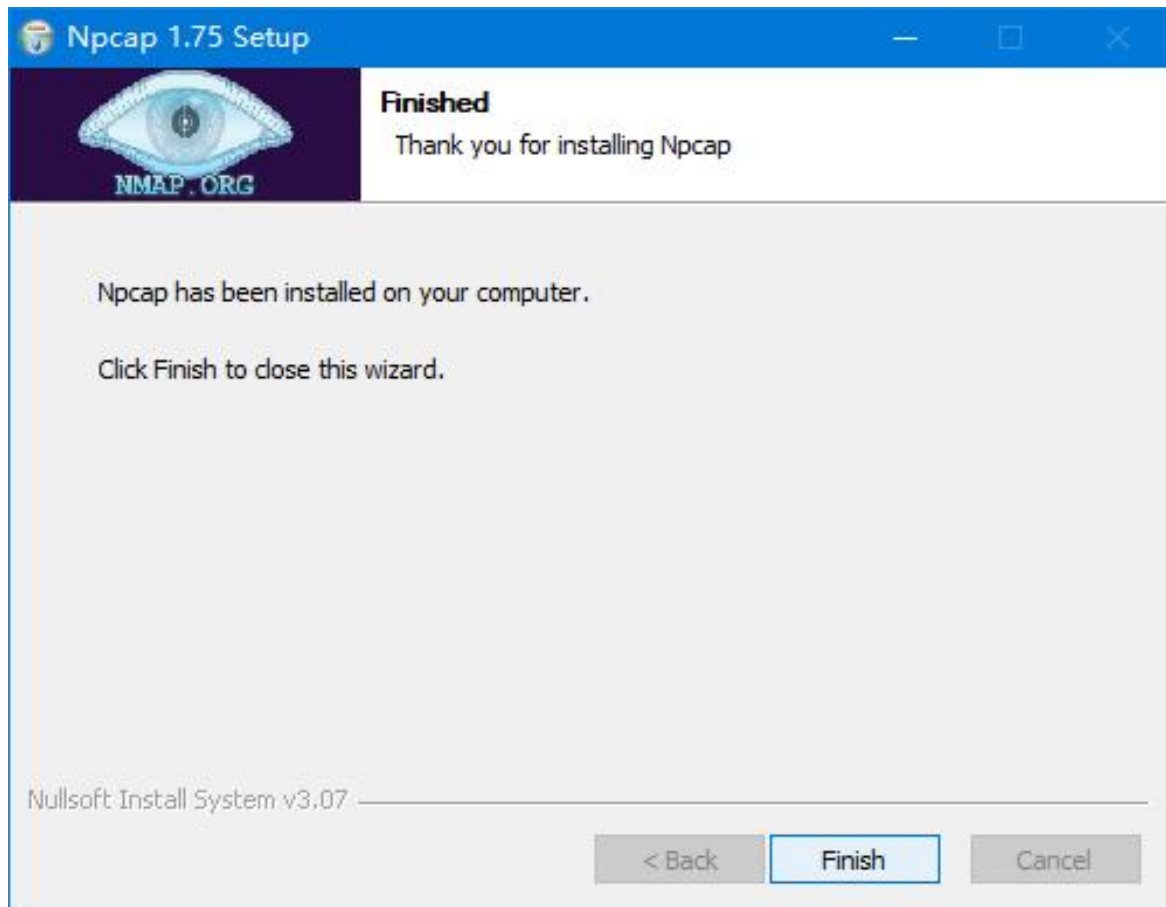 Npcap 1.75 Setup
NMAP.ORG
Finished
Thank you for installing Npcap
Npcap has been installed on your computer.
Click Finish to close this wizard.
Nullsoft Install System v3.07
< Back
Finish
Cancel